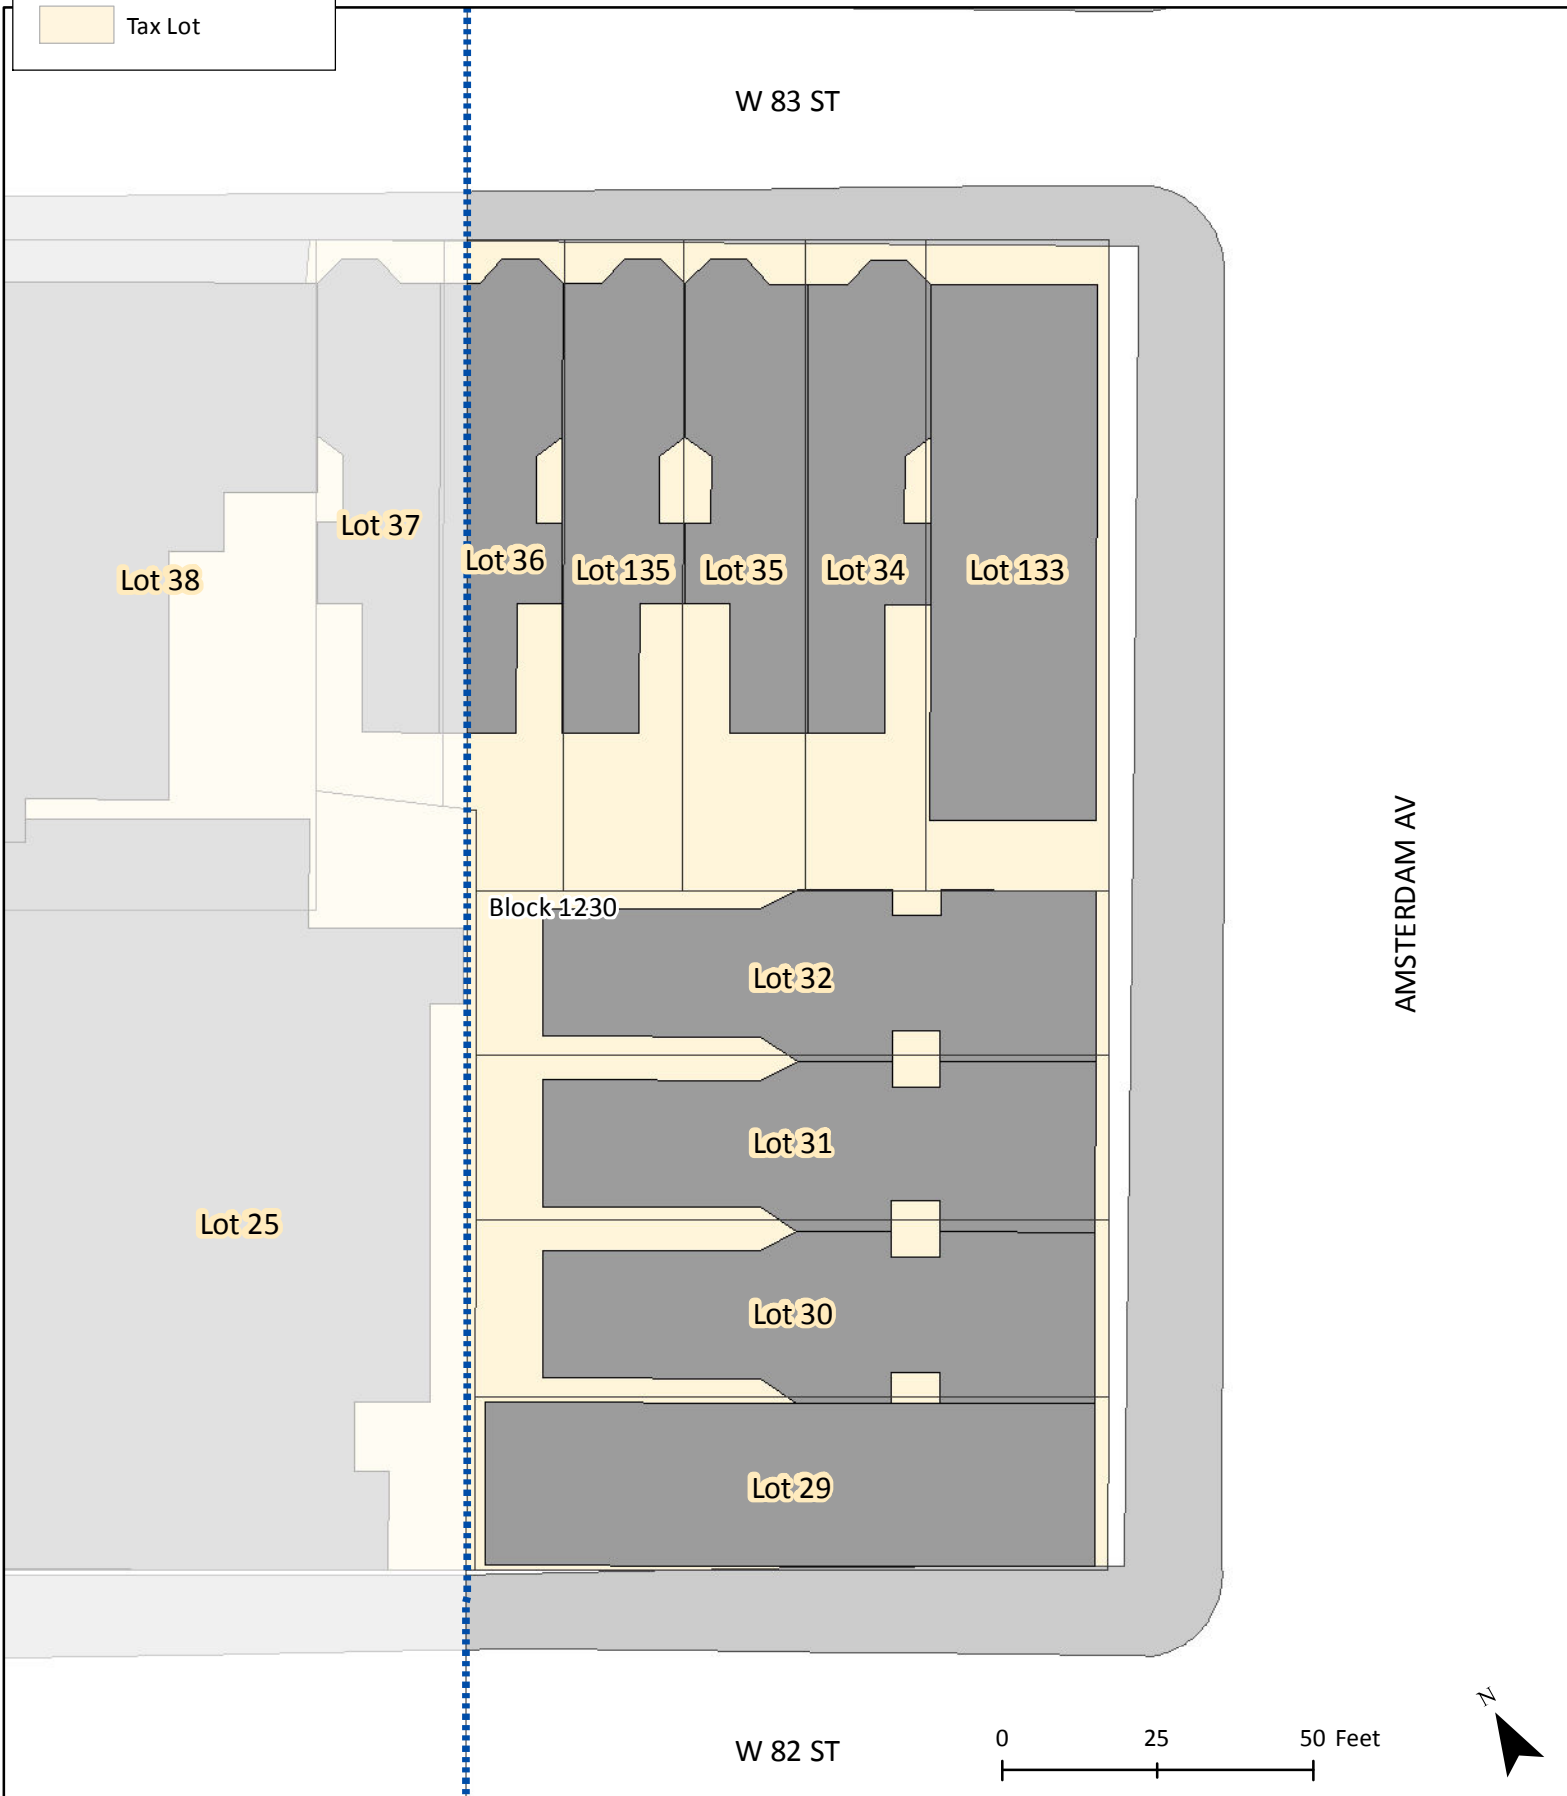 Tax Lot
W 83 ST
Lot 37
Lot 38
Lot 36
Lot 135
Lot 35
Lot 34
Lot 133
AMSTERDAM AV
Block 1230
Lot 32
Lot 31
Lot 25
Lot 30
Lot 29
N
W 82 ST
0 25 50 Feet